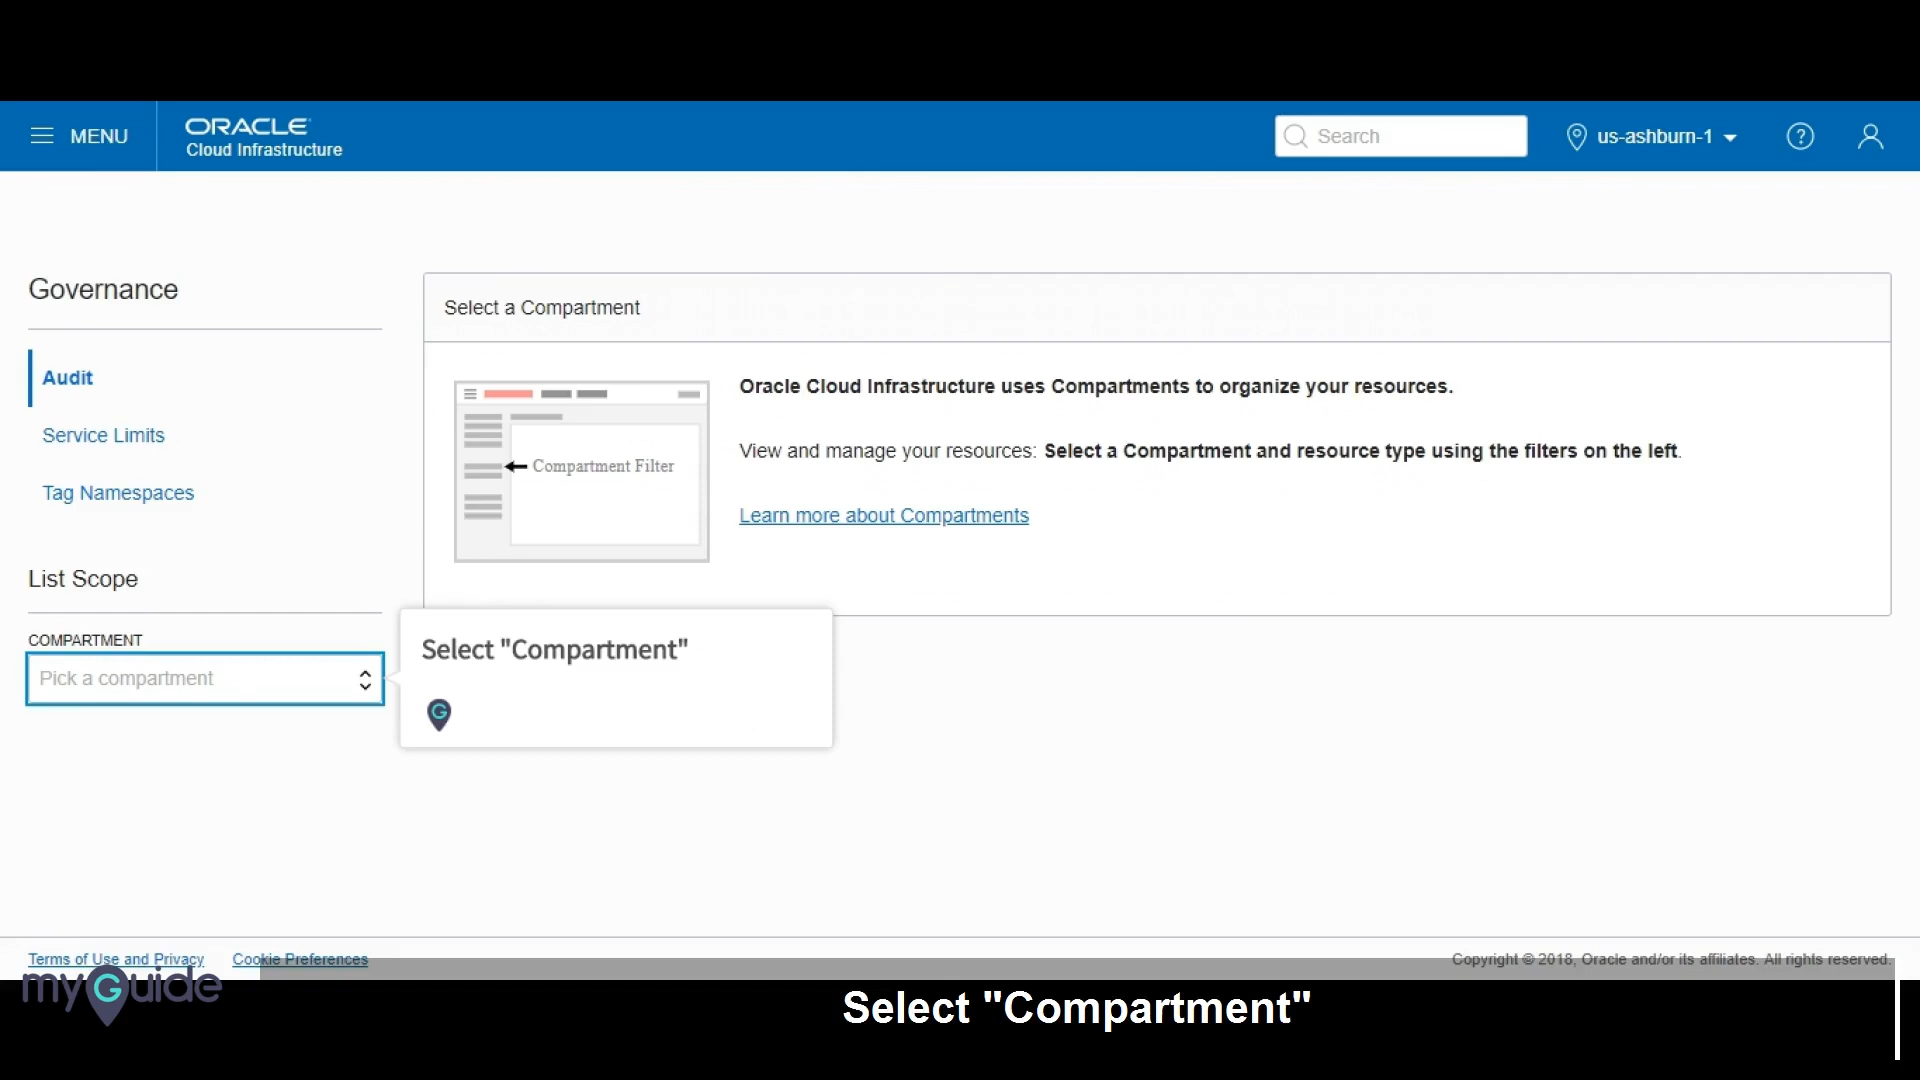 MENU
ORACLE
Cloud Infrastructure
Search
us-ashburn-1
?
Governance
Audit
Service Limits
Tag Namespaces
List Scope
COMPARTMENT
Pick a compartment
Select a Compartment
Compartment Filter
Oracle Cloud Infrastructure uses Compartments to organize your resources.
View and manage your resources: Select a Compartment and resource type using the filters on the left.
Learn more about Compartments
Select "Compartment"
G
Terms of Use and Privacy Cookie Preferences
Copyright © 2018, Oracle and/or its affiliates. All rights reserved.
myGuide
Select "Compartment"